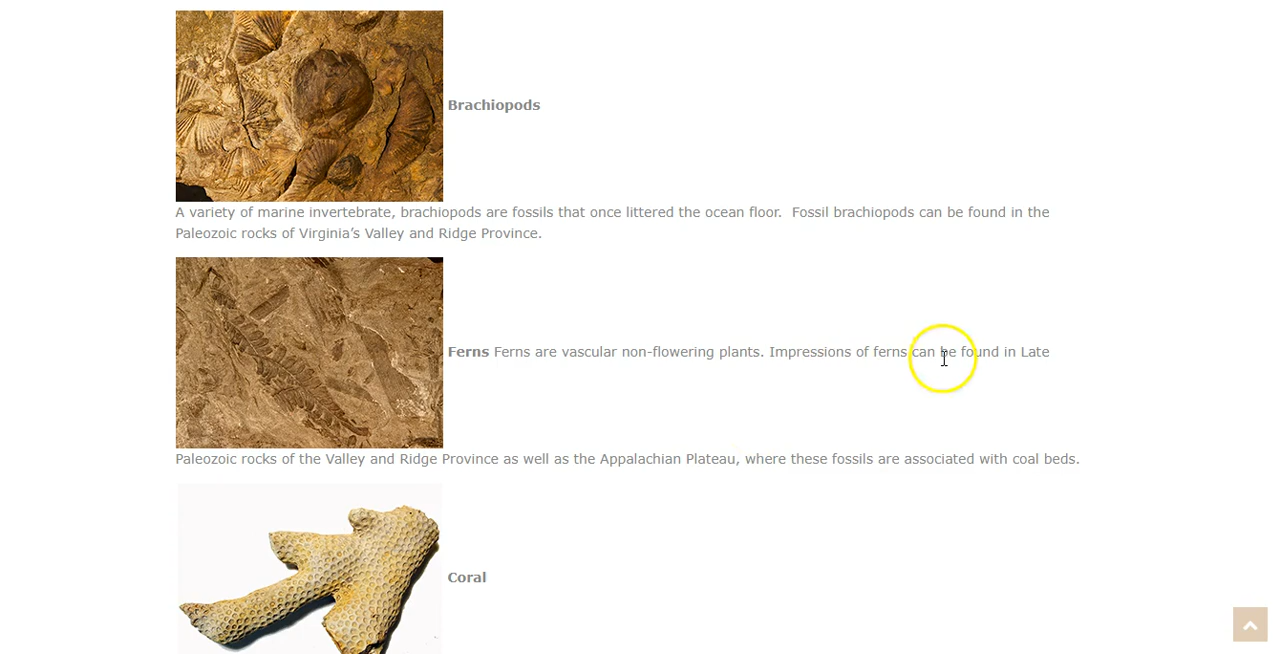 Brachiopods
A variety of marine invertebrate, brachiopods are fossils that once littered the ocean floor.  Fossil brachiopods can be found in the
Paleozoic rocks of Virginia’s Valley and Ridge Province.
Ferns Ferns are vascular non-flowering plants. Impressions of ferns can be found in Late
Paleozoic rocks of the Valley and Ridge Province as well as the Appalachian Plateau, where these fossils are associated with coal beds.
Coral